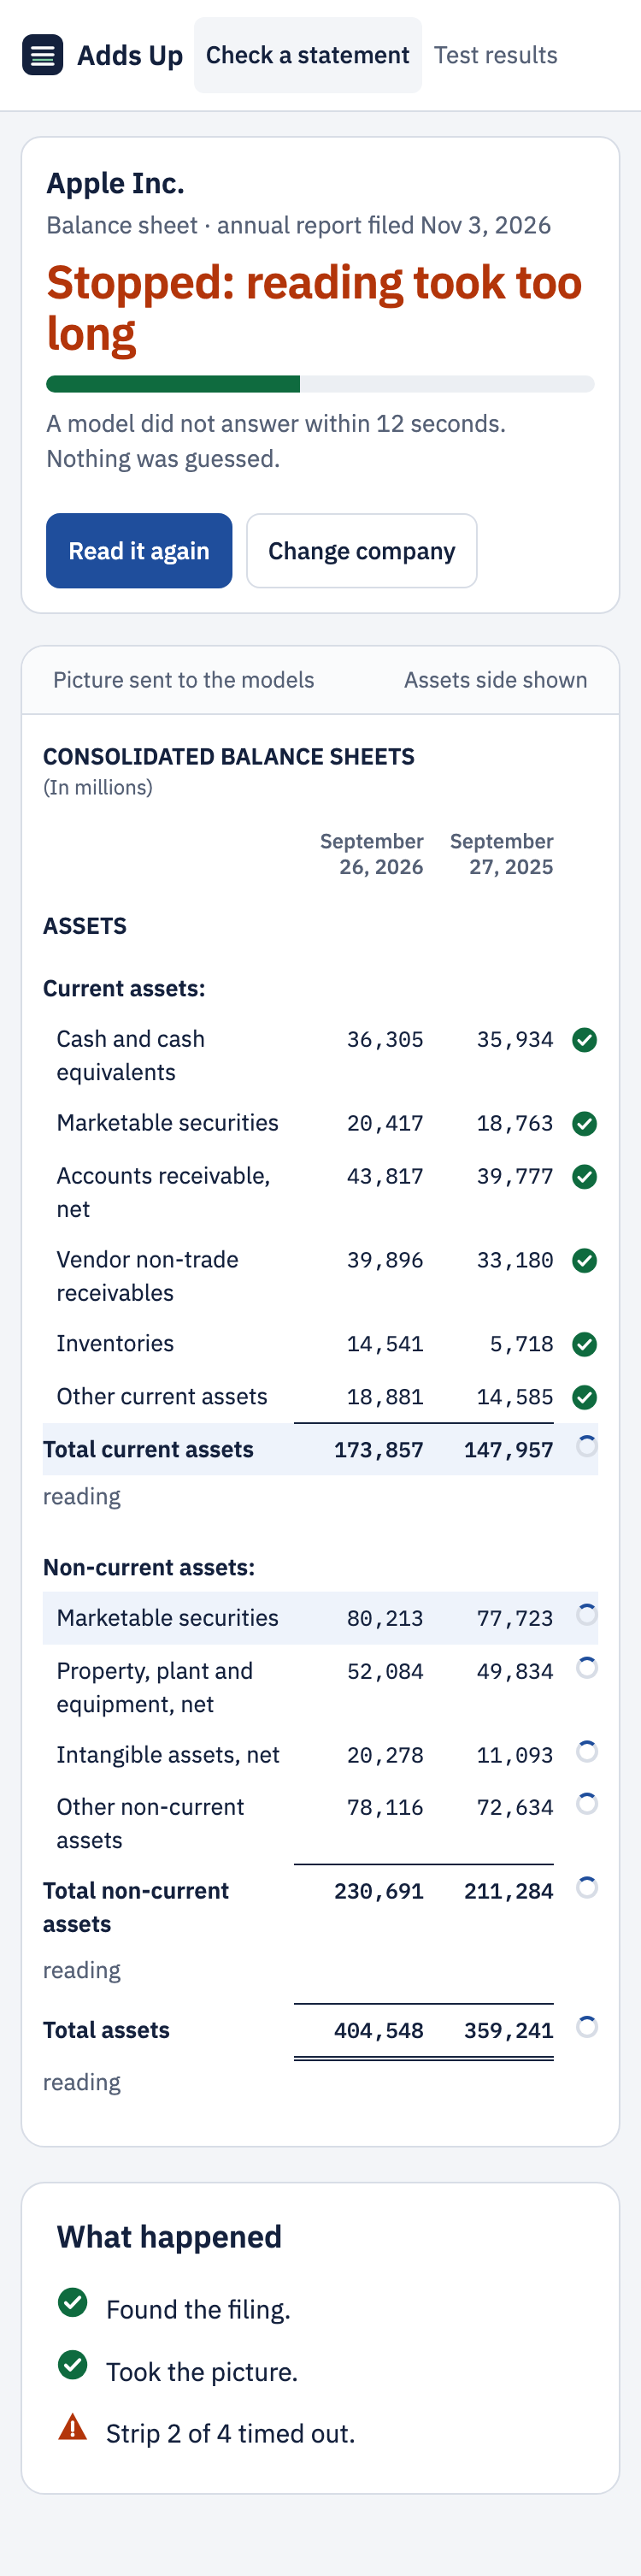 Adds Up Check a statement Test results
Apple Inc.
Balance sheet · annual report filed Nov 3, 2026
Stopped: reading took too
long
A model did not answer within 12 seconds.
Nothing was guessed.
Read it again Change company
Picture sent to the models Assets side shown
CONSOLIDATED BALANCE SHEETS
(In millions)
September September
26, 2026 27, 2025
ASSETS
Current assets:
Cash and cash 36,305 35,934
equivalents
Marketable securities 20,417 18,763
Accounts receivable, 43,817 39,777
net
Vendor non-trade 39,896 33,180
receivables
Inventories 14,541 5,718
Other current assets 18,881 14,585
Total current assets 173,857 147,957
reading
Non-current assets:
Marketable securities 80,213 77,723
Property, plant and 52,084 49,834
equipment, net
Intangible assets, net 20,278 11,093
Other non-current 78,116 72,634
assets
Total non-current 230,691 211,284
assets
reading
Total assets 404,548 359,241
reading
What happened
Found the filing.
Took the picture.
Strip 2 of 4 timed out.